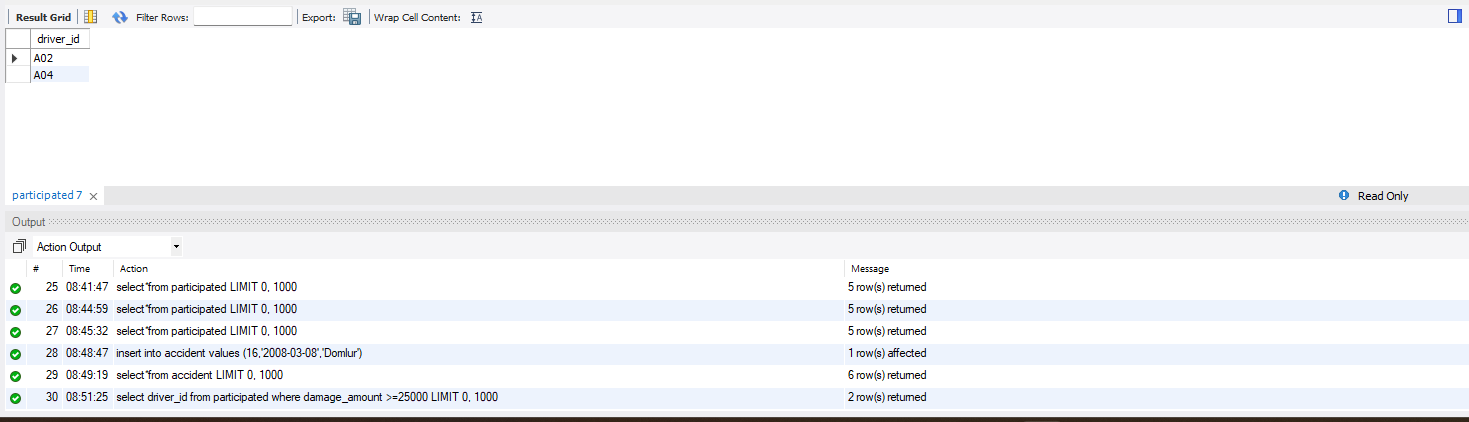 Result Grid Filter Rows: Export: Wrap Cell Content: IA
driver_id
A02
A04
participated 7 Read Only
Output
Action Output
# Time Action Message
25 08:41:47 select*from participated LIMIT 0, 1000 5 row(s) returned
26 08:44:59 select*from participated LIMIT 0, 1000 5 row(s) returned
27 08:45:32 select*from participated LIMIT 0, 1000 5 row(s) returned
28 08:48:47 insert into accident values (16,'2008-03-08','Domlur') 1 row(s) affected
29 08:49:19 select*from accident LIMIT 0, 1000 6 row(s) returned
30 08:51:25 select driver_id from participated where damage_amount >=25000 LIMIT 0, 1000 2 row(s) returned